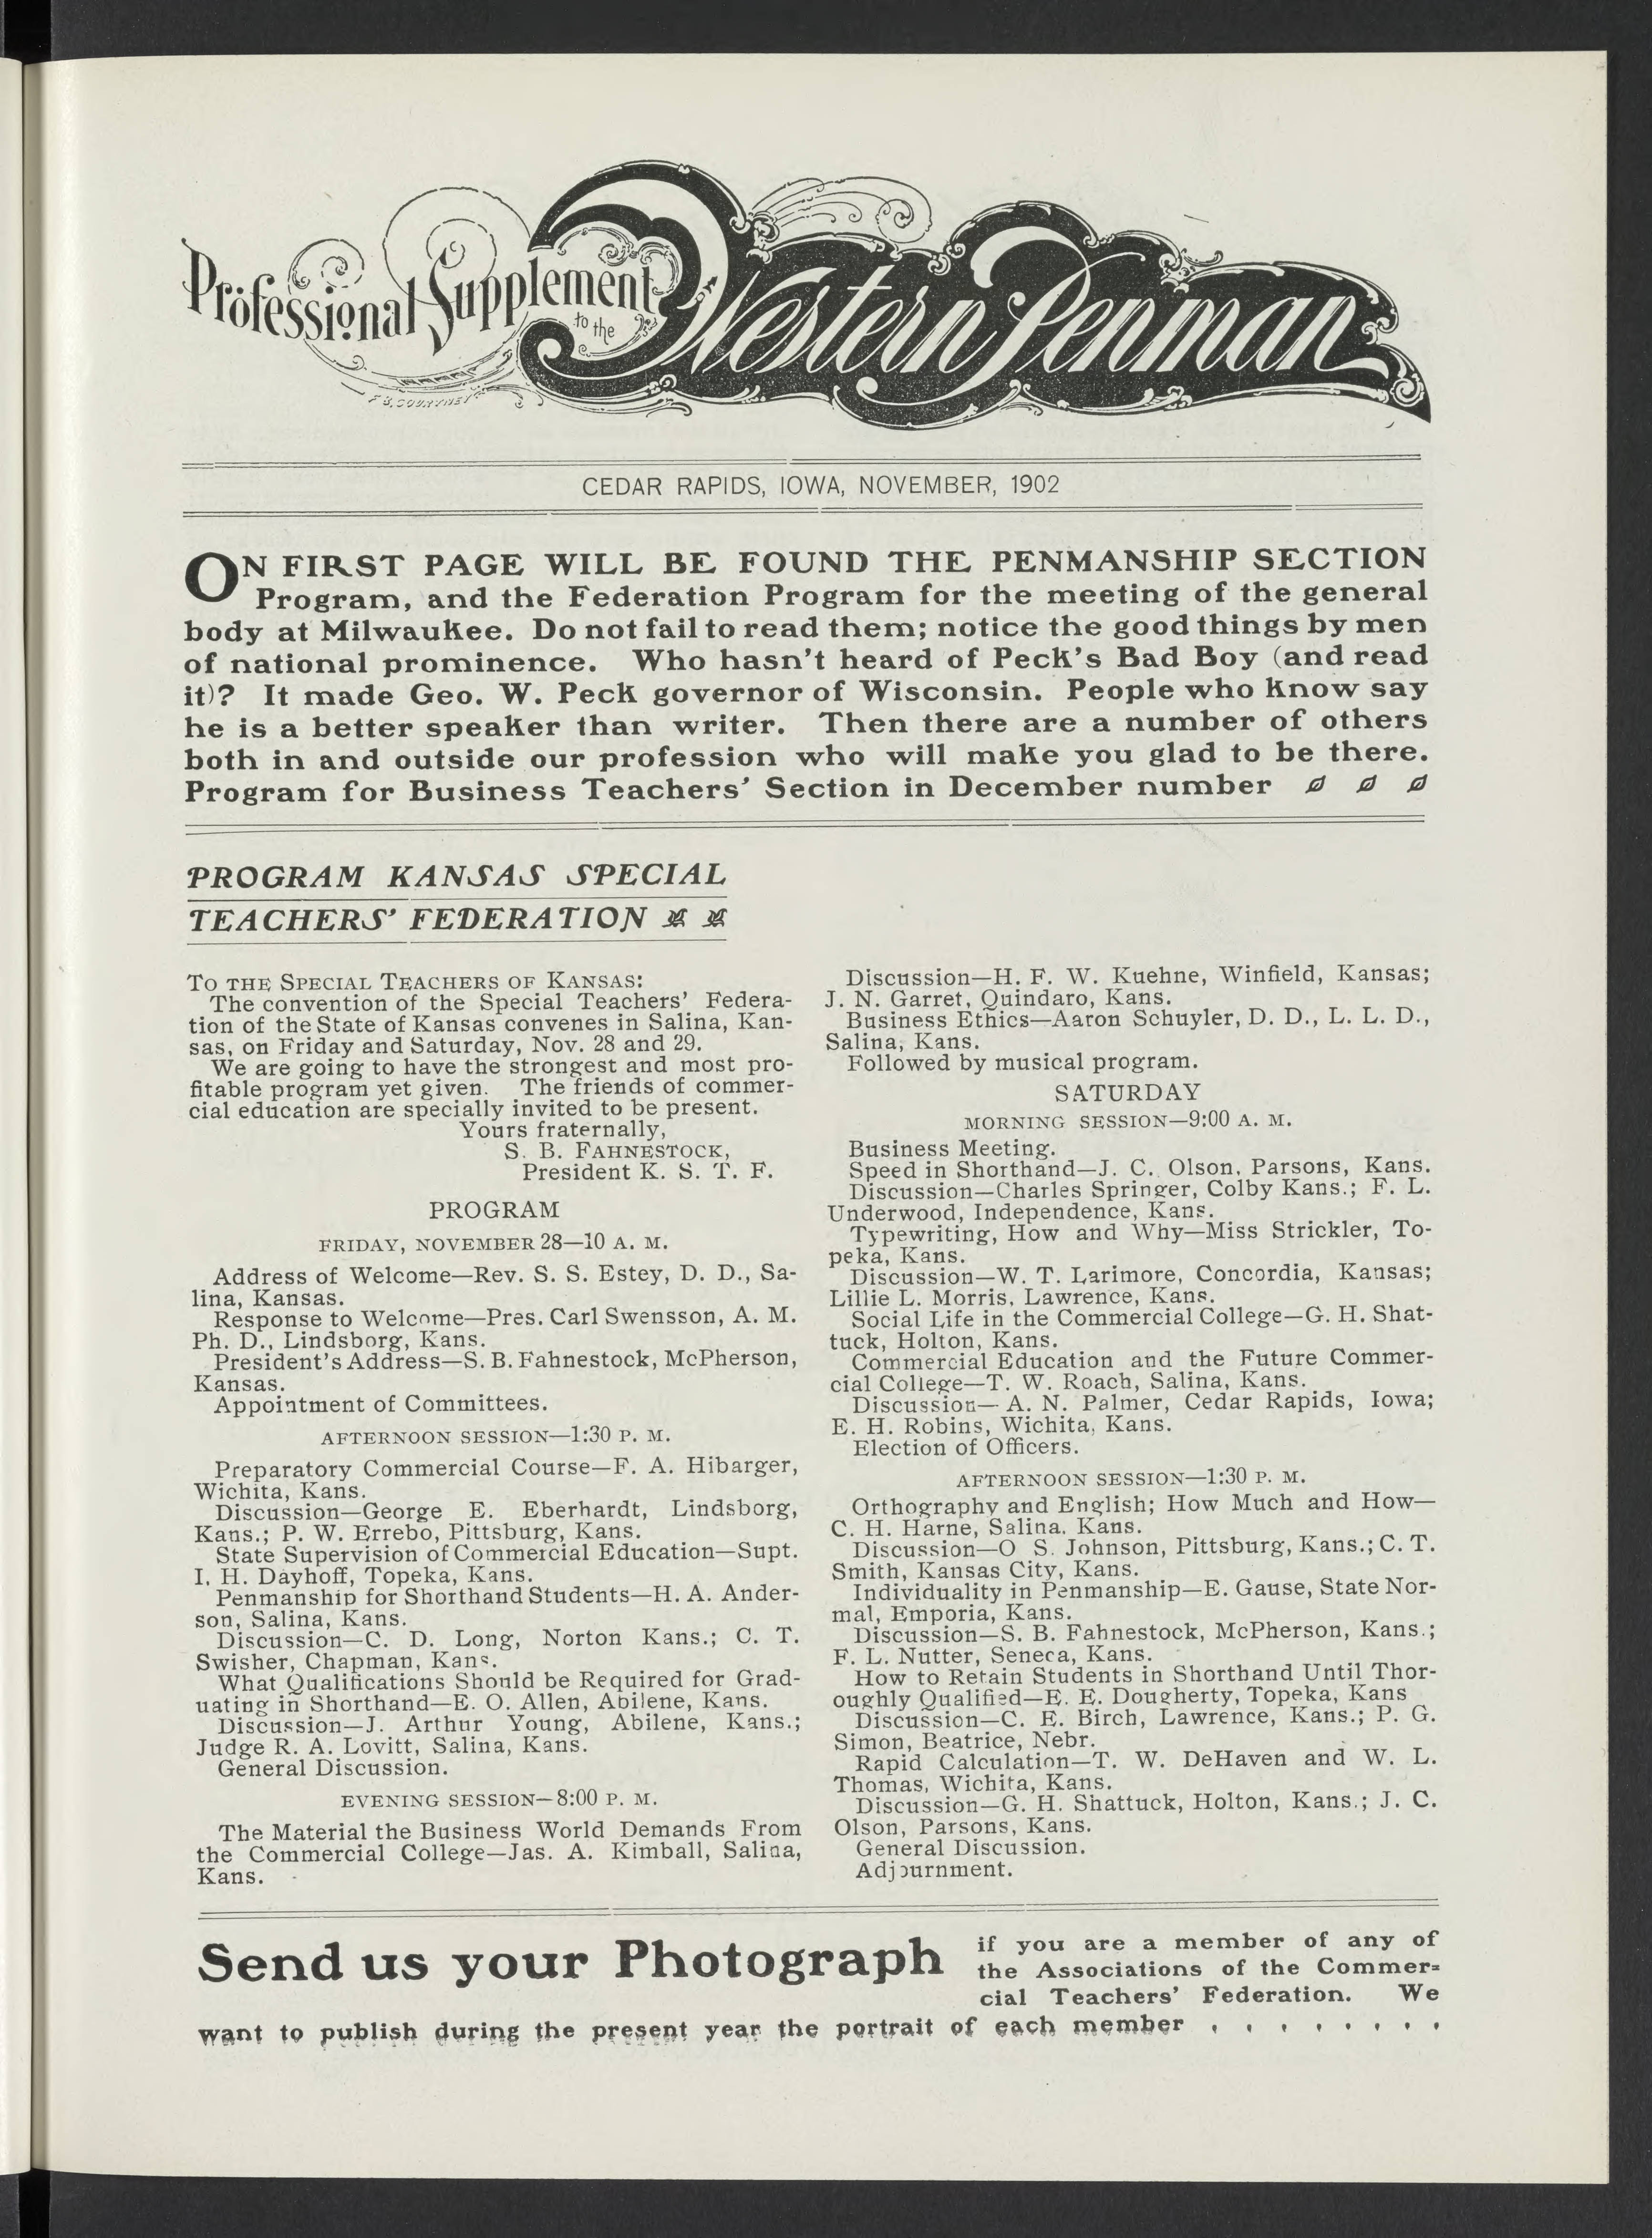 Professional Supplement
to the
Western Penman
F. B. COURTNEY
CEDAR RAPIDS, IOWA, NOVEMBER, 1902
ON FIRST PAGE WILL BE FOUND THE PENMANSHIP SECTION
Program, and the Federation Program for the meeting of the general
body at Milwaukee. Do not fail to read them; notice the good things by men
of national prominence. Who hasn't heard of Peck's Bad Boy (and read
it)? It made Geo. W. Peck governor of Wisconsin. People who know say
he is a better speaker than writer. Then there are a number of others
both in and outside our profession who will make you glad to be there.
Program for Business Teachers' Section in December number
PROGRAM KANSAS SPECIAL
TEACHERS' FEDERATION
TO THE SPECIAL TEACHERS OF KANSAS:
The convention of the Special Teachers' Federa-
tion of the State of Kansas convenes in Salina, Kan-
sas, on Friday and Saturday, Nov. 28 and 29.
We are going to have the strongest and most pro-
fitable program yet given. The friends of commer-
cial education are specially invited to be present.
Yours fraternally,
S. B. FAHNESTOCK,
President K. S. T. F.
PROGRAM
FRIDAY, NOVEMBER 28—10 A. M.
Address of Welcome—Rev. S. S. Estey, D. D., Sa-
lina, Kansas.
Response to Welcome—Pres. Carl Swensson, A. M.
Ph. D., Lindsborg, Kans.
President's Address—S. B. Fahnestock, McPherson,
Kansas.
Appointment of Committees.
AFTERNOON SESSION—1:30 P. M.
Preparatory Commercial Course—F. A. Hibarger,
Wichita, Kans.
Discussion—George E. Eberhardt, Lindsborg,
Kans.; P. W. Errebo, Pittsburg, Kans.
State Supervision of Commercial Education—Supt.
I. H. Dayhoff, Topeka, Kans.
Penmanship for Shorthand Students—H. A. Ander-
son, Salina, Kans.
Discussion—C. D. Long, Norton Kans.; C. T.
Swisher, Chapman, Kans.
What Qualifications Should be Required for Grad-
uating in Shorthand—E. O. Allen, Abilene, Kans.
Discussion—J. Arthur Young, Abilene, Kans.;
Judge R. A. Lovitt, Salina, Kans.
General Discussion.
EVENING SESSION—8:00 P. M.
The Material the Business World Demands From
the Commercial College—Jas. A. Kimball, Salina,
Kans.
Discussion—H. F. W. Kuehne, Winfield, Kansas;
J. N. Garret, Quindaro, Kans.
Business Ethics—Aaron Schuyler, D. D., L. L. D.,
Salina, Kans.
Followed by musical program.
SATURDAY
MORNING SESSION—9:00 A. M.
Business Meeting.
Speed in Shorthand—J. C. Olson, Parsons, Kans.
Discussion—Charles Springer, Colby Kans.; F. L.
Underwood, Independence, Kans.
Typewriting, How and Why—Miss Strickler, To-
peka, Kans.
Discussion—W. T. Larimore, Concordia, Kansas;
Lillie L. Morris, Lawrence, Kans.
Social Life in the Commercial College—G. H. Shat-
tuck, Holton, Kans.
Commercial Education and the Future Commer-
cial College—T. W. Roach, Salina, Kans.
Discussion— A. N. Palmer, Cedar Rapids, Iowa;
E. H. Robins, Wichita, Kans.
Election of Officers.
AFTERNOON SESSION—1:30 P. M.
Orthography and English; How Much and How—
C. H. Harne, Salina. Kans.
Discussion—O S. Johnson, Pittsburg, Kans.; C. T.
Smith, Kansas City, Kans.
Individuality in Penmanship—E. Gause, State Nor-
mal, Emporia, Kans.
Discussion—S. B. Fahnestock, McPherson, Kans.;
F. L. Nutter, Seneca, Kans.
How to Retain Students in Shorthand Until Thor-
oughly Qualified—E. E. Dougherty, Topeka, Kans
Discussion—C. E. Birch, Lawrence, Kans.; P. G.
Simon, Beatrice, Nebr.
Rapid Calculation—T. W. DeHaven and W. L.
Thomas, Wichita, Kans.
Discussion—G. H. Shattuck, Holton, Kans.; J. C.
Olson, Parsons, Kans.
General Discussion.
Adjournment.
Send us your Photograph
if you are a member of any of
the Associations of the Commer-
cial Teachers' Federation. We
want to publish during the present year the portrait of each member . . . . . . . .